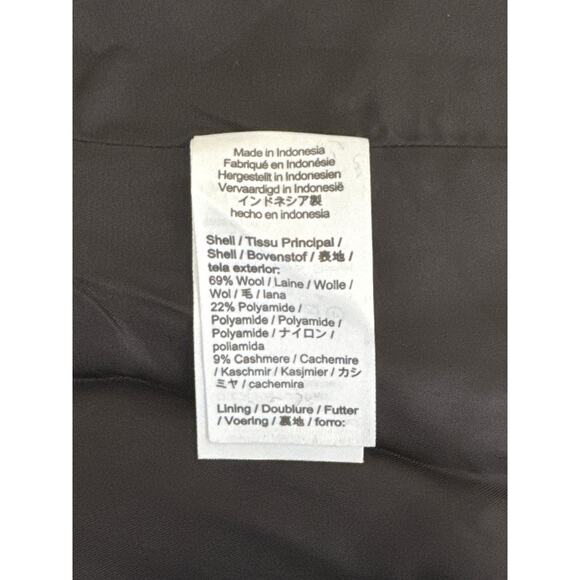 Made in Indonesia
Fabriqué en Indonésie
Hergestellt in Indonesien
Vervaardigd in Indonesië
インドネシア製
hecho en indonesia
Shell / Tissu Principal /
Shell / Bovenstof / 表地 /
tela exterior:
69% Wool / Laine / Wolle /
Wol / 毛 / lana
22% Polyamide /
Polyamide / Polyamide /
Polyamide / ナイロン /
poliamida
9% Cashmere / Cachemire
/ Kaschmir / Kasjmier / カシ
ミヤ / cachemira
Lining / Doublure / Futter
/ Voering / 裏地 / forro: